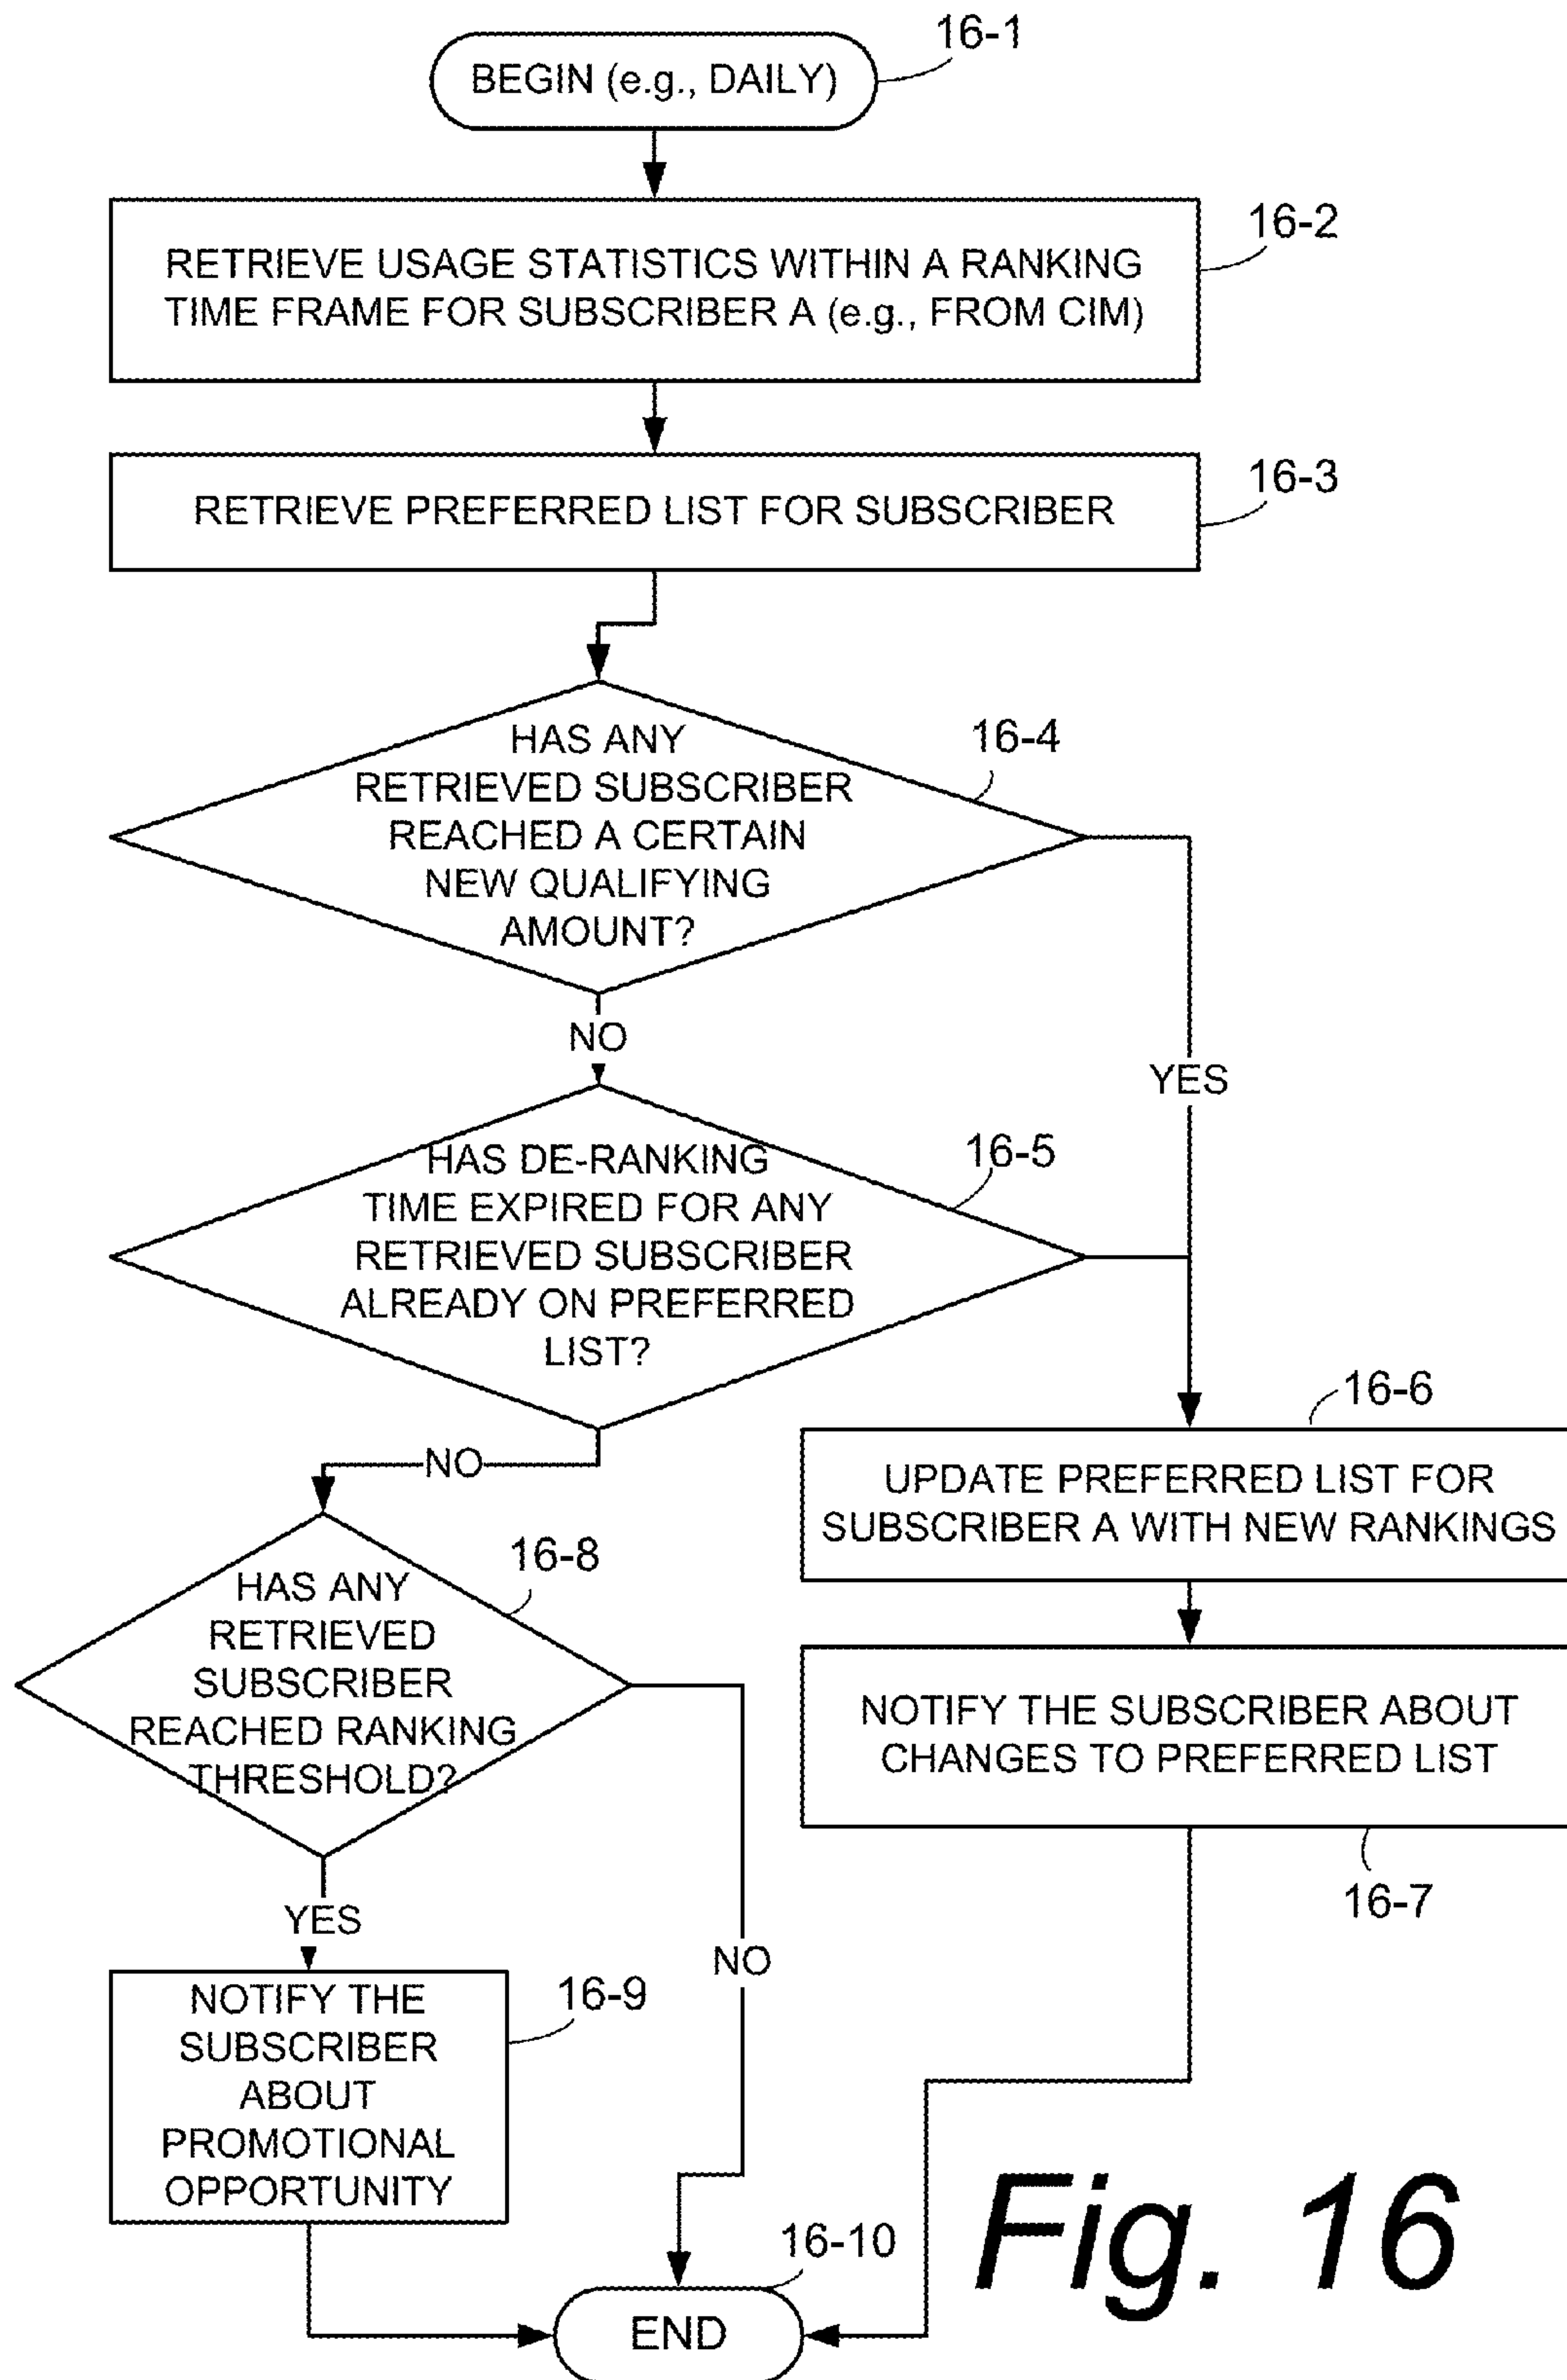 16-1
BEGIN (e.g., DAILY)
16-2
RETRIEVE USAGE STATISTICS WITHIN A RANKING
TIME FRAME FOR SUBSCRIBER A (e.g., FROM CIM)
16-3
RETRIEVE PREFERRED LIST FOR SUBSCRIBER
16-4
HAS ANY
RETRIEVED SUBSCRIBER
REACHED A CERTAIN
NEW QUALIFYING
AMOUNT?
NO
YES
16-5
HAS DE-RANKING
TIME EXPIRED FOR ANY
RETRIEVED SUBSCRIBER
ALREADY ON PREFERRED
LIST?
NO
16-6
UPDATE PREFERRED LIST FOR
SUBSCRIBER A WITH NEW RANKINGS
16-8
HAS ANY
RETRIEVED
SUBSCRIBER
REACHED RANKING
THRESHOLD?
NOTIFY THE SUBSCRIBER ABOUT
CHANGES TO PREFERRED LIST
16-7
YES
NO
16-9
NOTIFY THE
SUBSCRIBER
ABOUT
PROMOTIONAL
OPPORTUNITY
16-10
END
Fig. 16